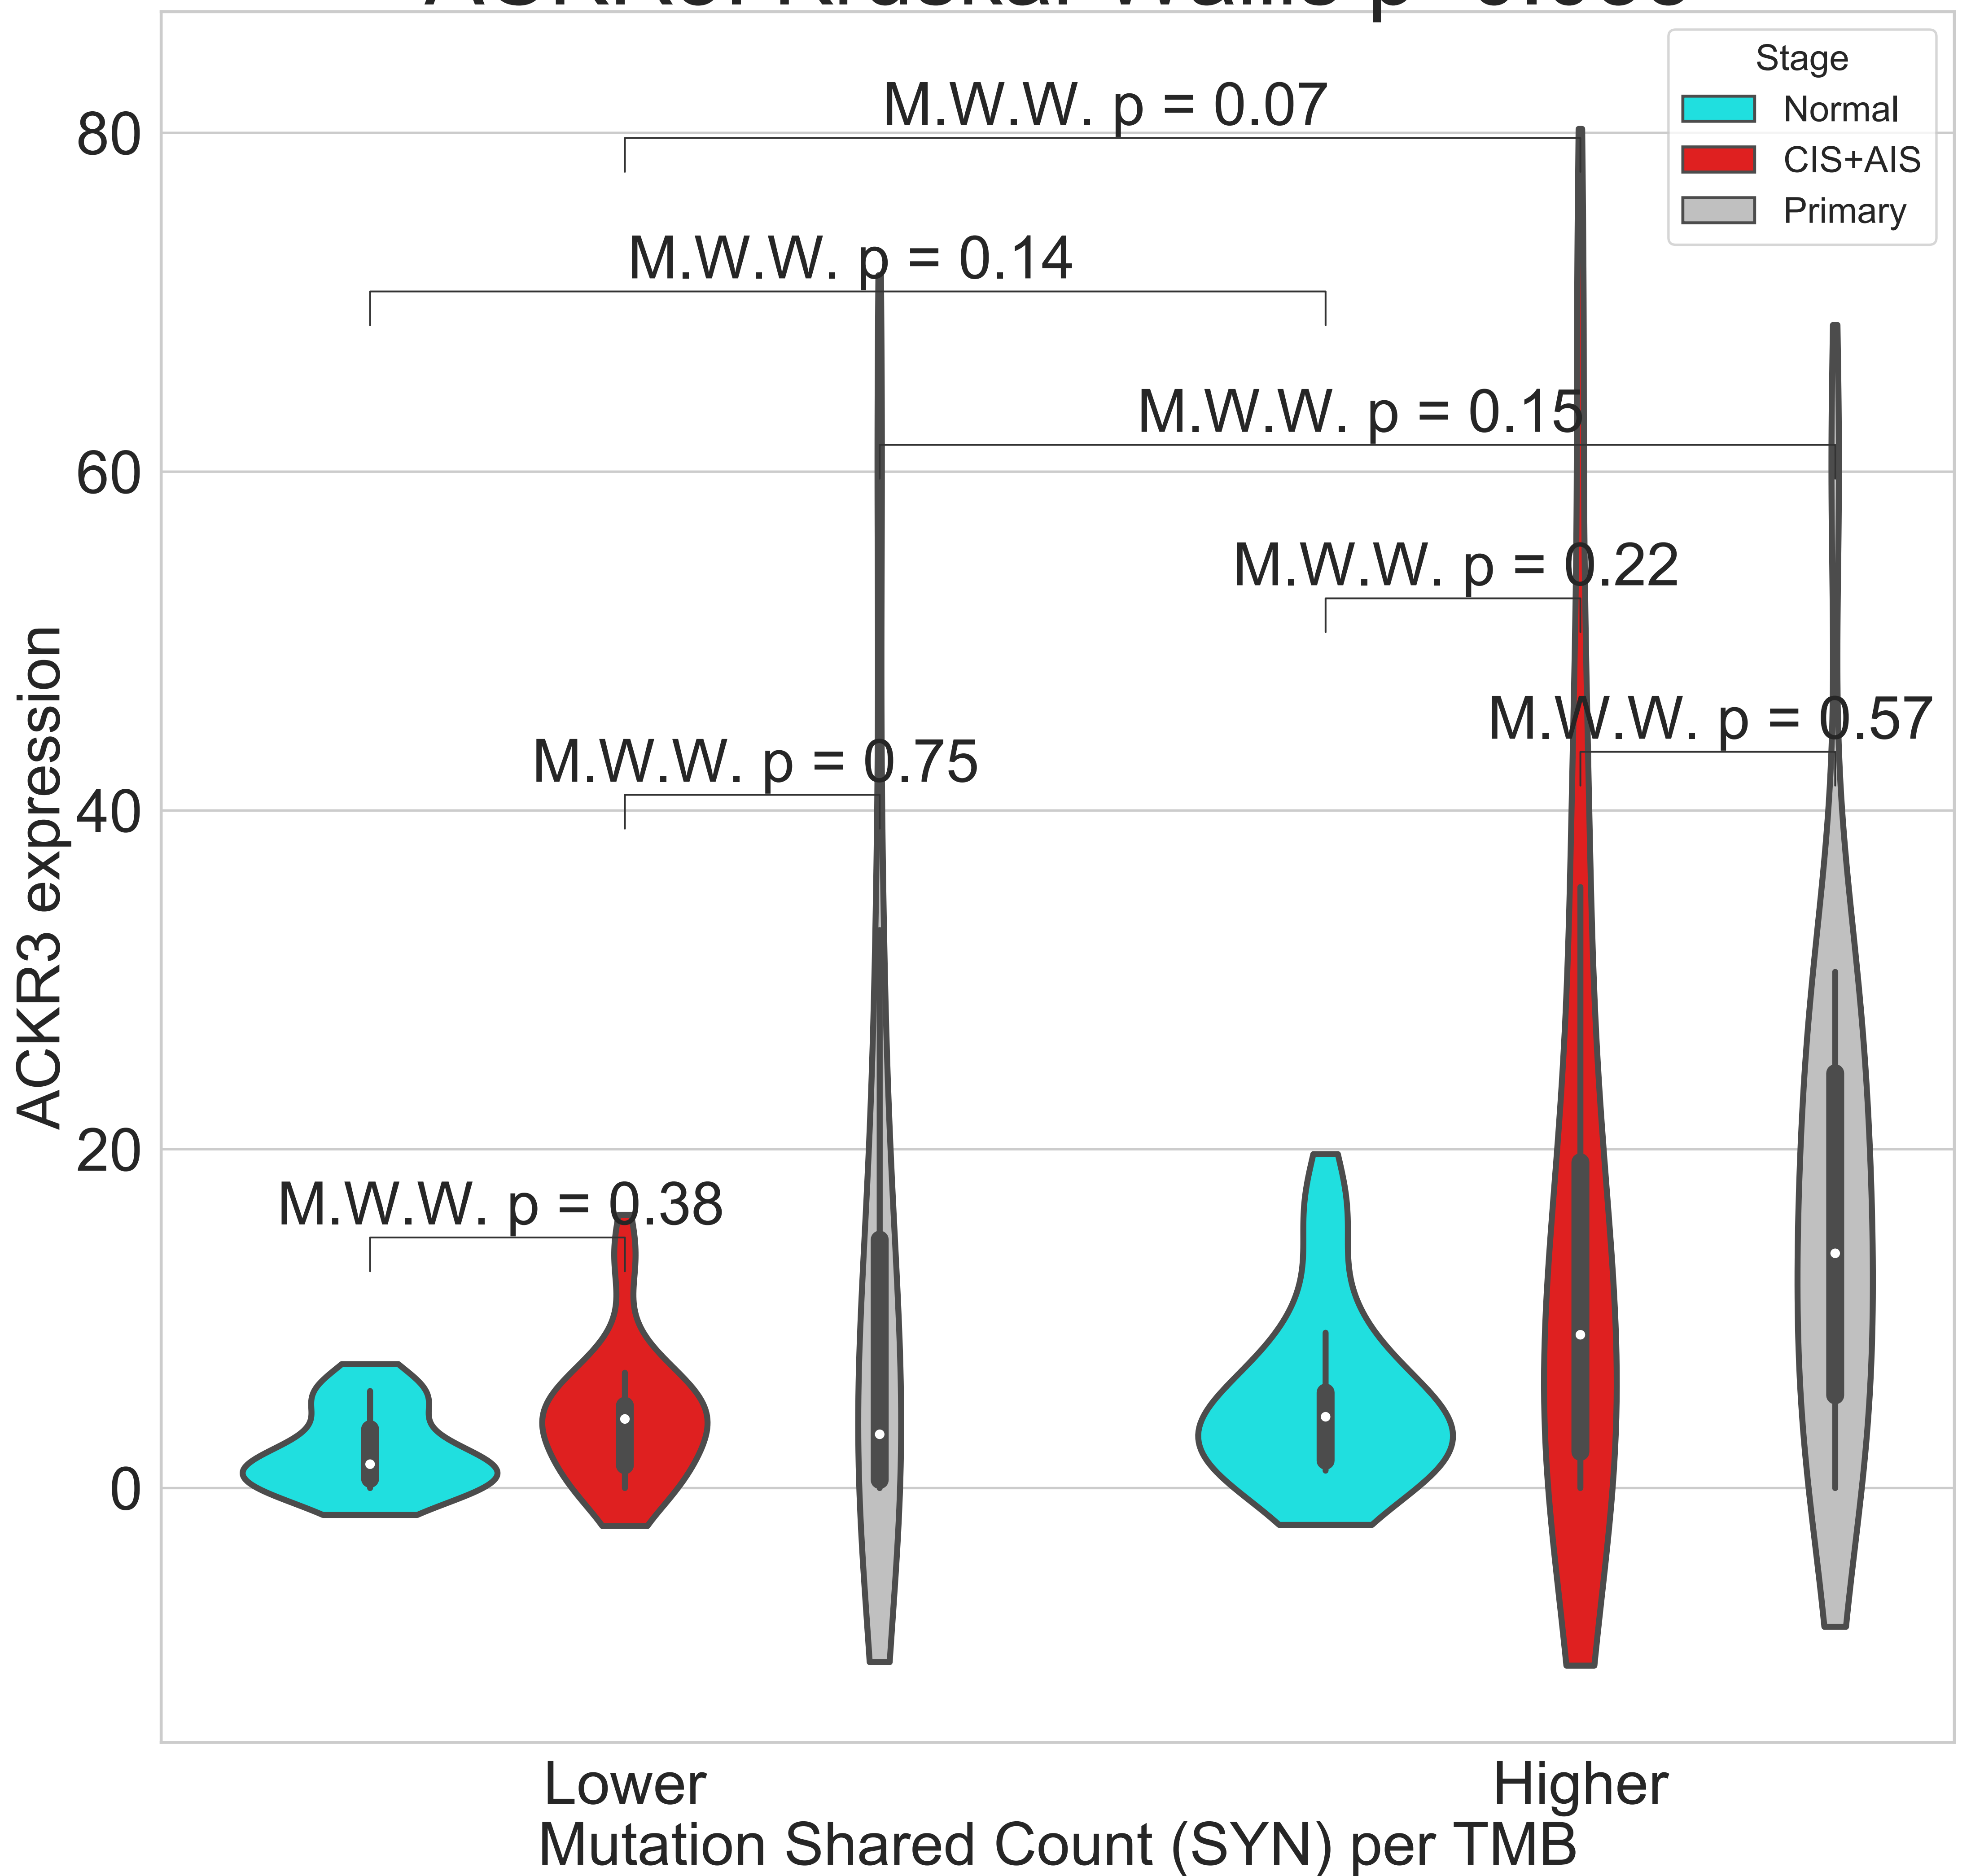 Stage
Normal
CIS+AIS
Primary
M.W.W. p = 0.07
M.W.W. p = 0.14
M.W.W. p = 0.15
M.W.W. p = 0.22
M.W.W. p = 0.57
M.W.W. p = 0.75
M.W.W. p = 0.38
80
60
40
20
0
ACKR3 expression
Lower
Higher
Mutation Shared Count (SYN) per TMB